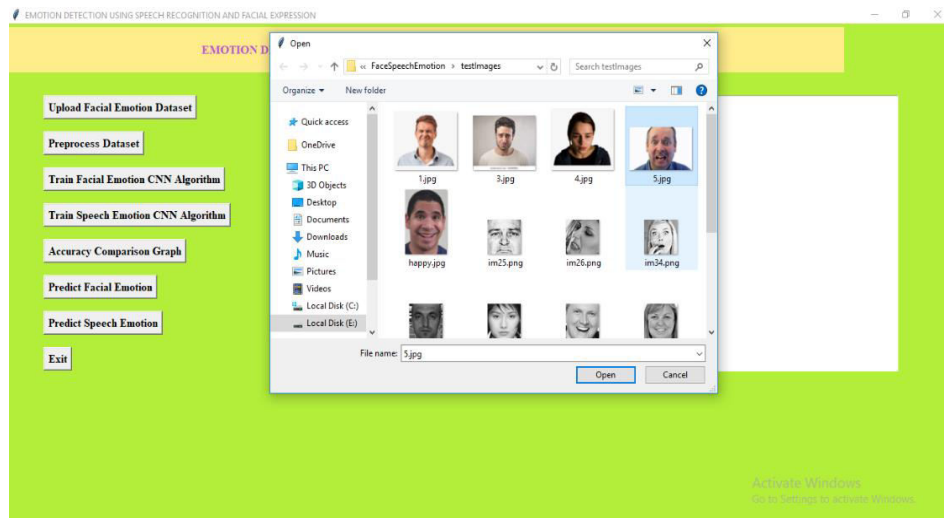 EMOTION DETECTION USING SPEECH RECOGNITION AND FACIAL EXPRESSION
EMOTION D
Upload Facial Emotion Dataset
Preprocess Dataset
Train Facial Emotion CNN Algorithm
Train Speech Emotion CNN Algorithm
Accuracy Comparison Graph
Predict Facial Emotion
Predict Speech Emotion
Exit
Open
« FaceSpeechEmotion › testImages
Search testImages
Organize
New folder
Quick access
OneDrive
This PC
3D Objects
Desktop
Documents
Downloads
Music
Pictures
Videos
Local Disk (C:)
Local Disk (E:)
1.jpg 3.jpg 4.jpg 5.jpg
happy.jpg im25.png im26.png im34.png
File name: 5.jpg
Open Cancel
Activate Windows
Go to Settings to activate Windows.